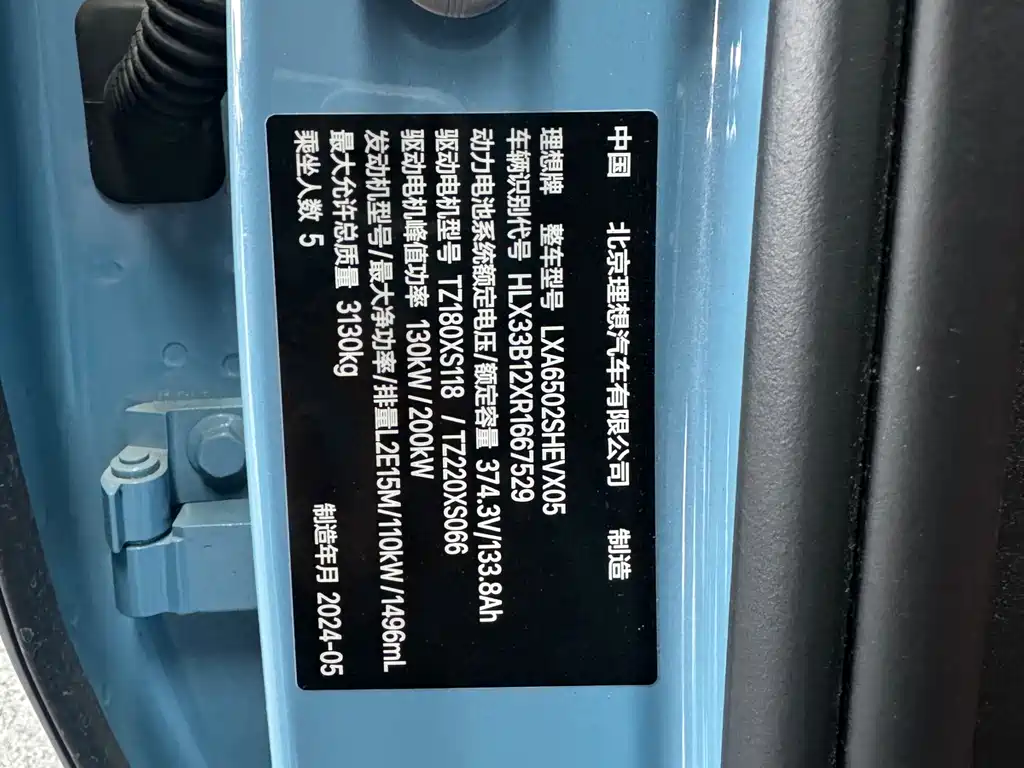 中国 北京理想汽车有限公司 制造
理想牌 整车型号 LXA6502SHEVX05
车辆识别代号 HLX33B12XR1667529
动力电池系统额定电压/额定容量 374.3V/133.8Ah
驱动电机型号 TZ180XS118 /TZ220XS066
驱动电机峰值功率 130kW/200kW
发动机型号/最大净功率/排量L2E15M/110kW/1496mL
最大允许总质量 3130kg
乘坐人数 5 制造年月 2024-05